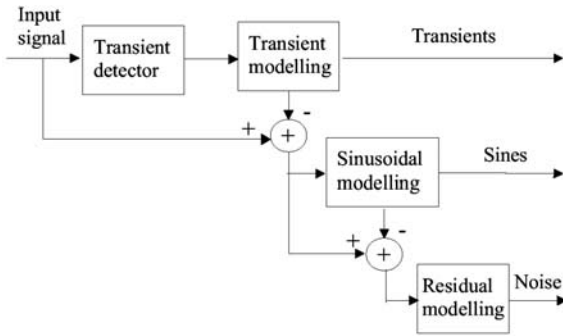 Input
signal
Transient
detector
Transient
modelling
Transients
-
+
+
Sinusoidal
modelling
Sines
-
+
+
Residual
modelling
Noise